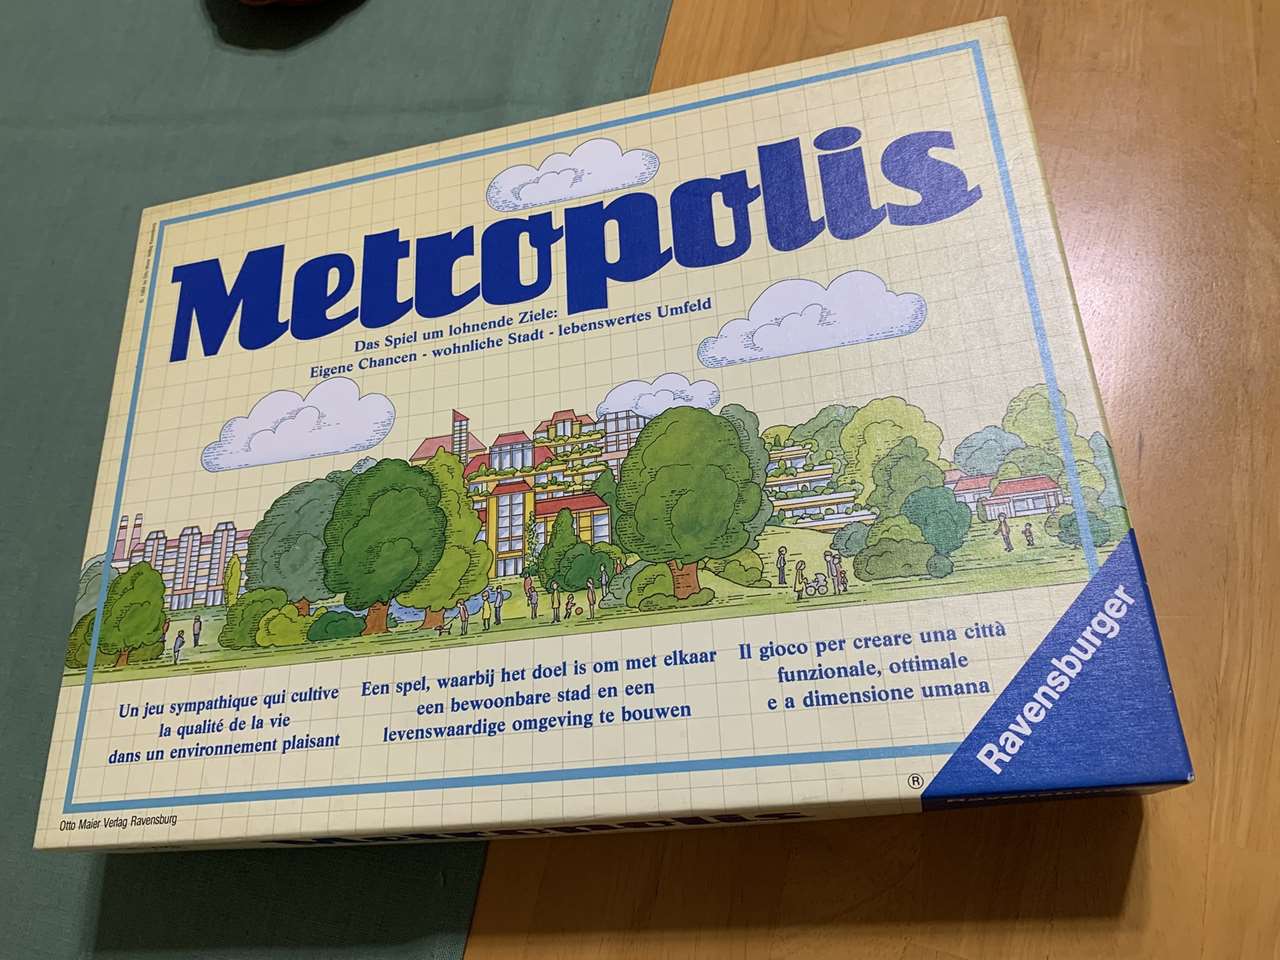 Metropolis
Das Spiel um lohnende Ziele:
Eigene Chancen - wohnliche Stadt - lebenswertes Umfeld
Un jeu sympathique qui cultive
la qualité de la vie
dans un environnement plaisant
Een spel, waarbij het doel is om met elkaar
een bewoonbare stad en een
levenswaardige omgeving te bouwen
Il gioco per creare una città
funzionale, ottimale
e a dimensione umana
Ravensburger
®
Otto Maier Verlag Ravensburg
Metropolis
Ravensburger